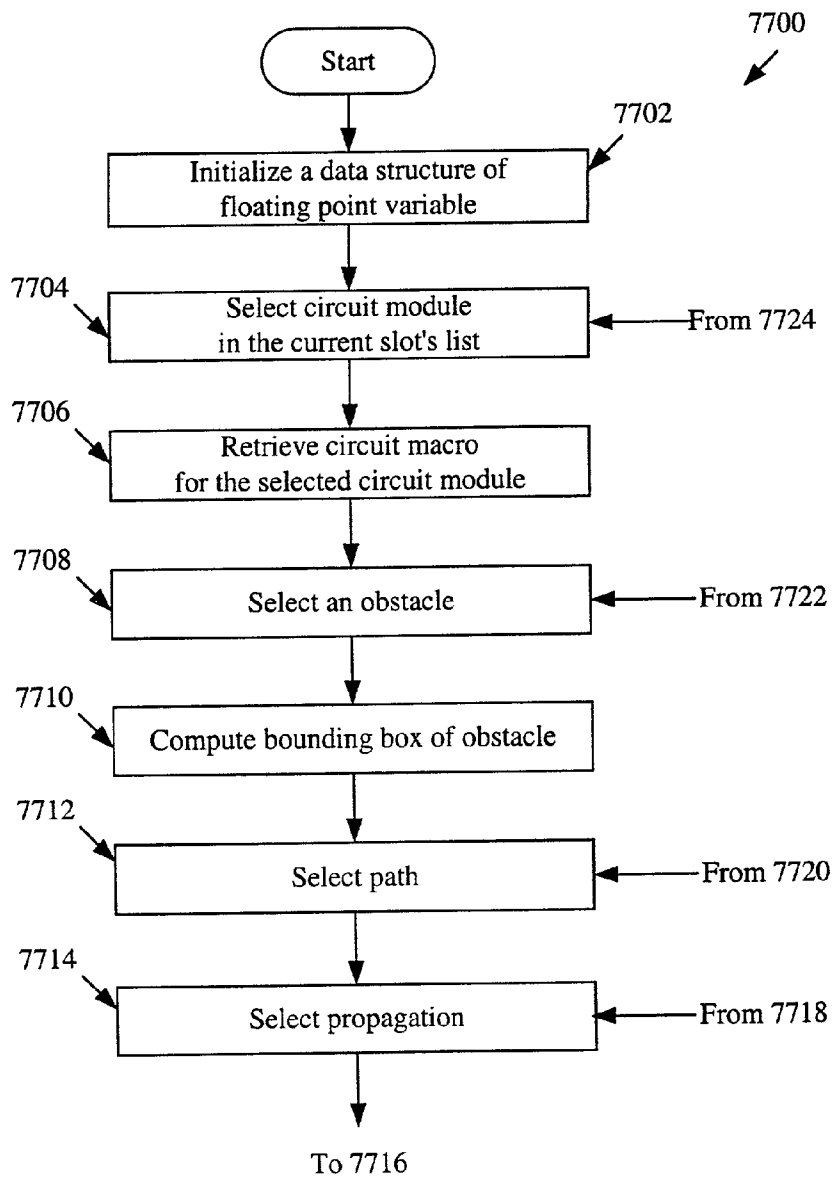 7700
Start
7702
Initialize a data structure of
floating point variable
7704
Select circuit module
in the current slot's list
From 7724
7706
Retrieve circuit macro
for the selected circuit module
7708
Select an obstacle
From 7722
7710
Compute bounding box of obstacle
7712
Select path
From 7720
7714
Select propagation
From 7718
To 7716